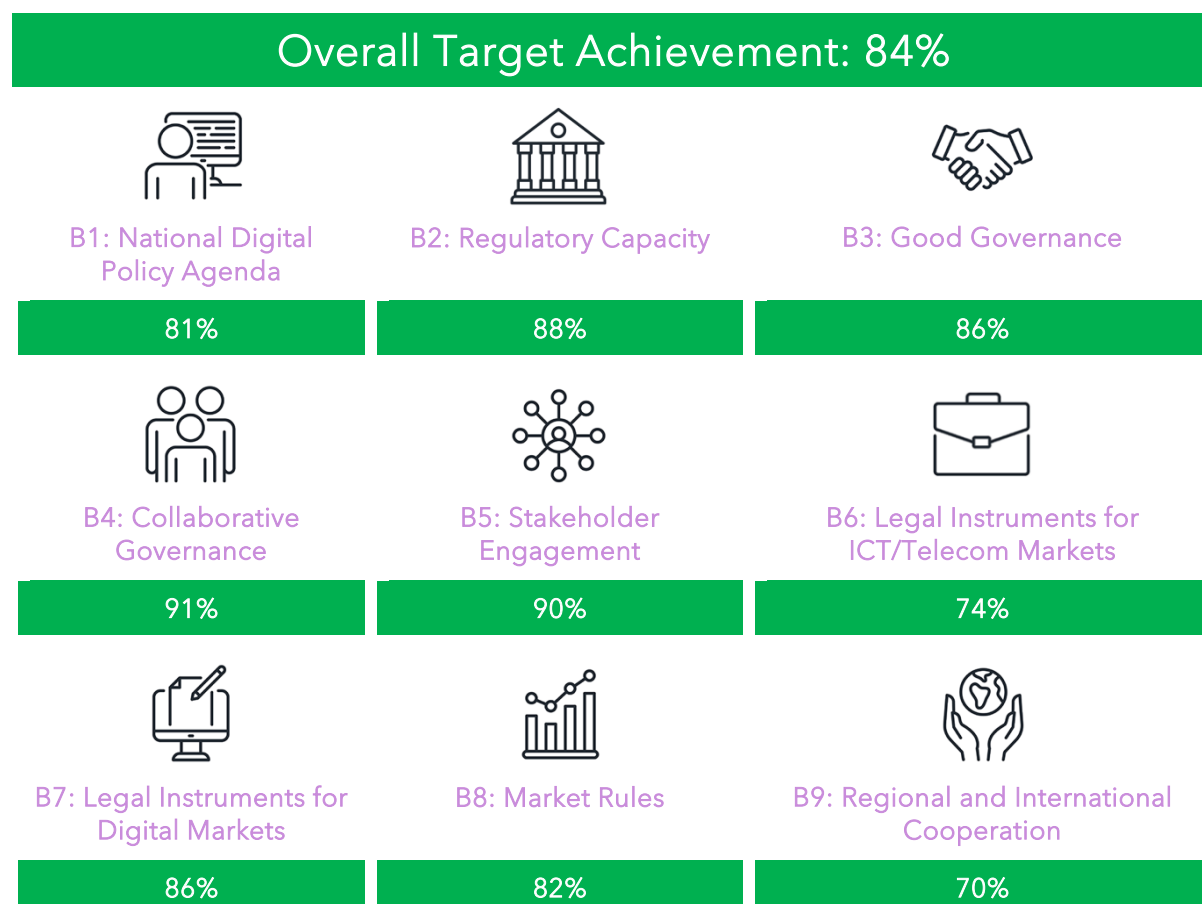 Overall Target Achievement: 84%
B1: National Digital
Policy Agenda
81%
B2: Regulatory Capacity
88%
B3: Good Governance
86%
B4: Collaborative
Governance
91%
B5: Stakeholder
Engagement
90%
B6: Legal Instruments for
ICT/Telecom Markets
74%
B7: Legal Instruments for
Digital Markets
86%
B8: Market Rules
82%
B9: Regional and International
Cooperation
70%